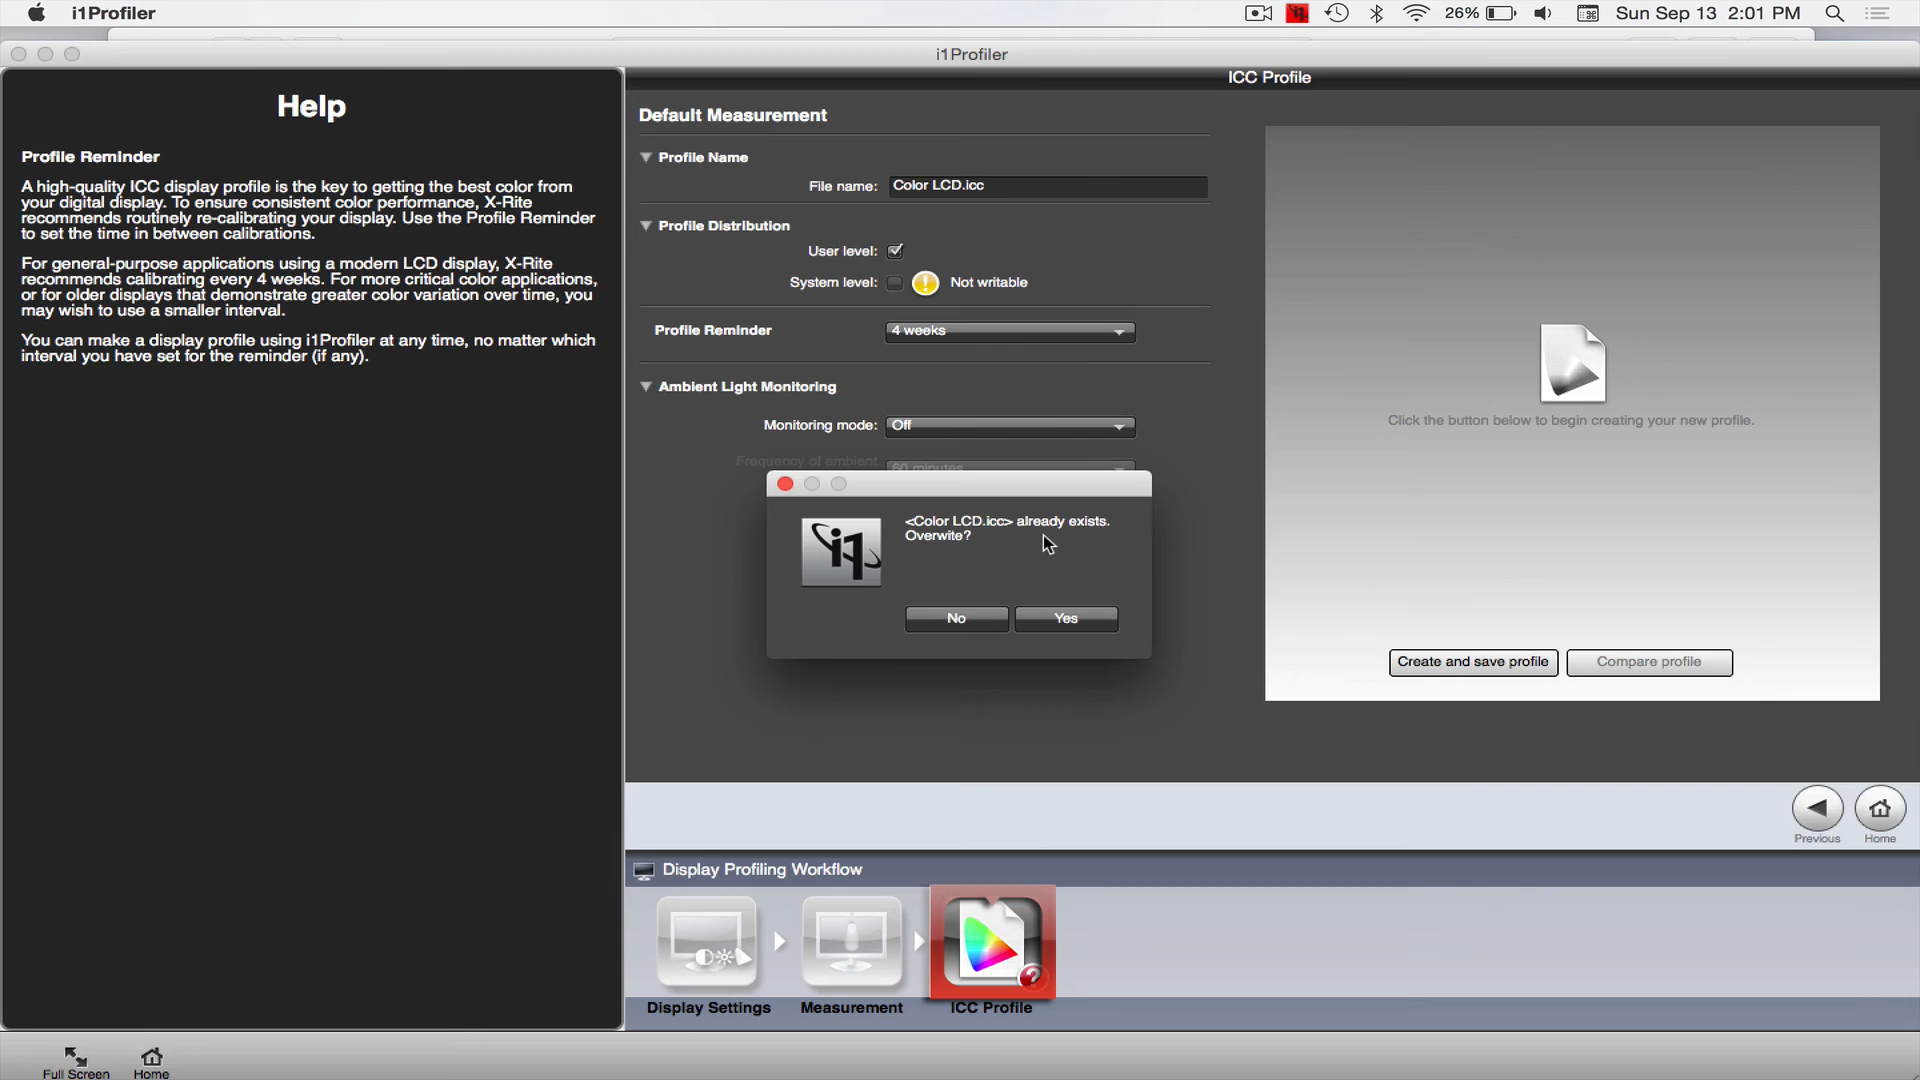 i1Profiler
26%
Sun Sep 13 2:01 PM
i1Profiler
Help
Profile Reminder
A high-quality ICC display profile is the key to getting the best color from
your digital display. To ensure consistent color performance, X-Rite
recommends routinely re-calibrating your display. Use the Profile Reminder
to set the time in between calibrations.
For general-purpose applications using a modern LCD display, X-Rite
recommends calibrating every 4 weeks. For more critical color applications,
or for older displays that demonstrate greater color variation over time, you
may wish to use a smaller interval.
You can make a display profile using i1Profiler at any time, no matter which
interval you have set for the reminder (if any).
ICC Profile
Default Measurement
Profile Name
File name: Color LCD.icc
Profile Distribution
User level:
System level: Not writable
Profile Reminder 4 weeks
Ambient Light Monitoring
Monitoring mode: Off
Frequency of ambient 60 minutes
i1
<Color LCD.icc> already exists.
Overwite?
No Yes
Click the button below to begin creating your new profile.
Create and save profile Compare profile
Previous Home
Display Profiling Workflow
Display Settings Measurement ICC Profile
Full Screen Home